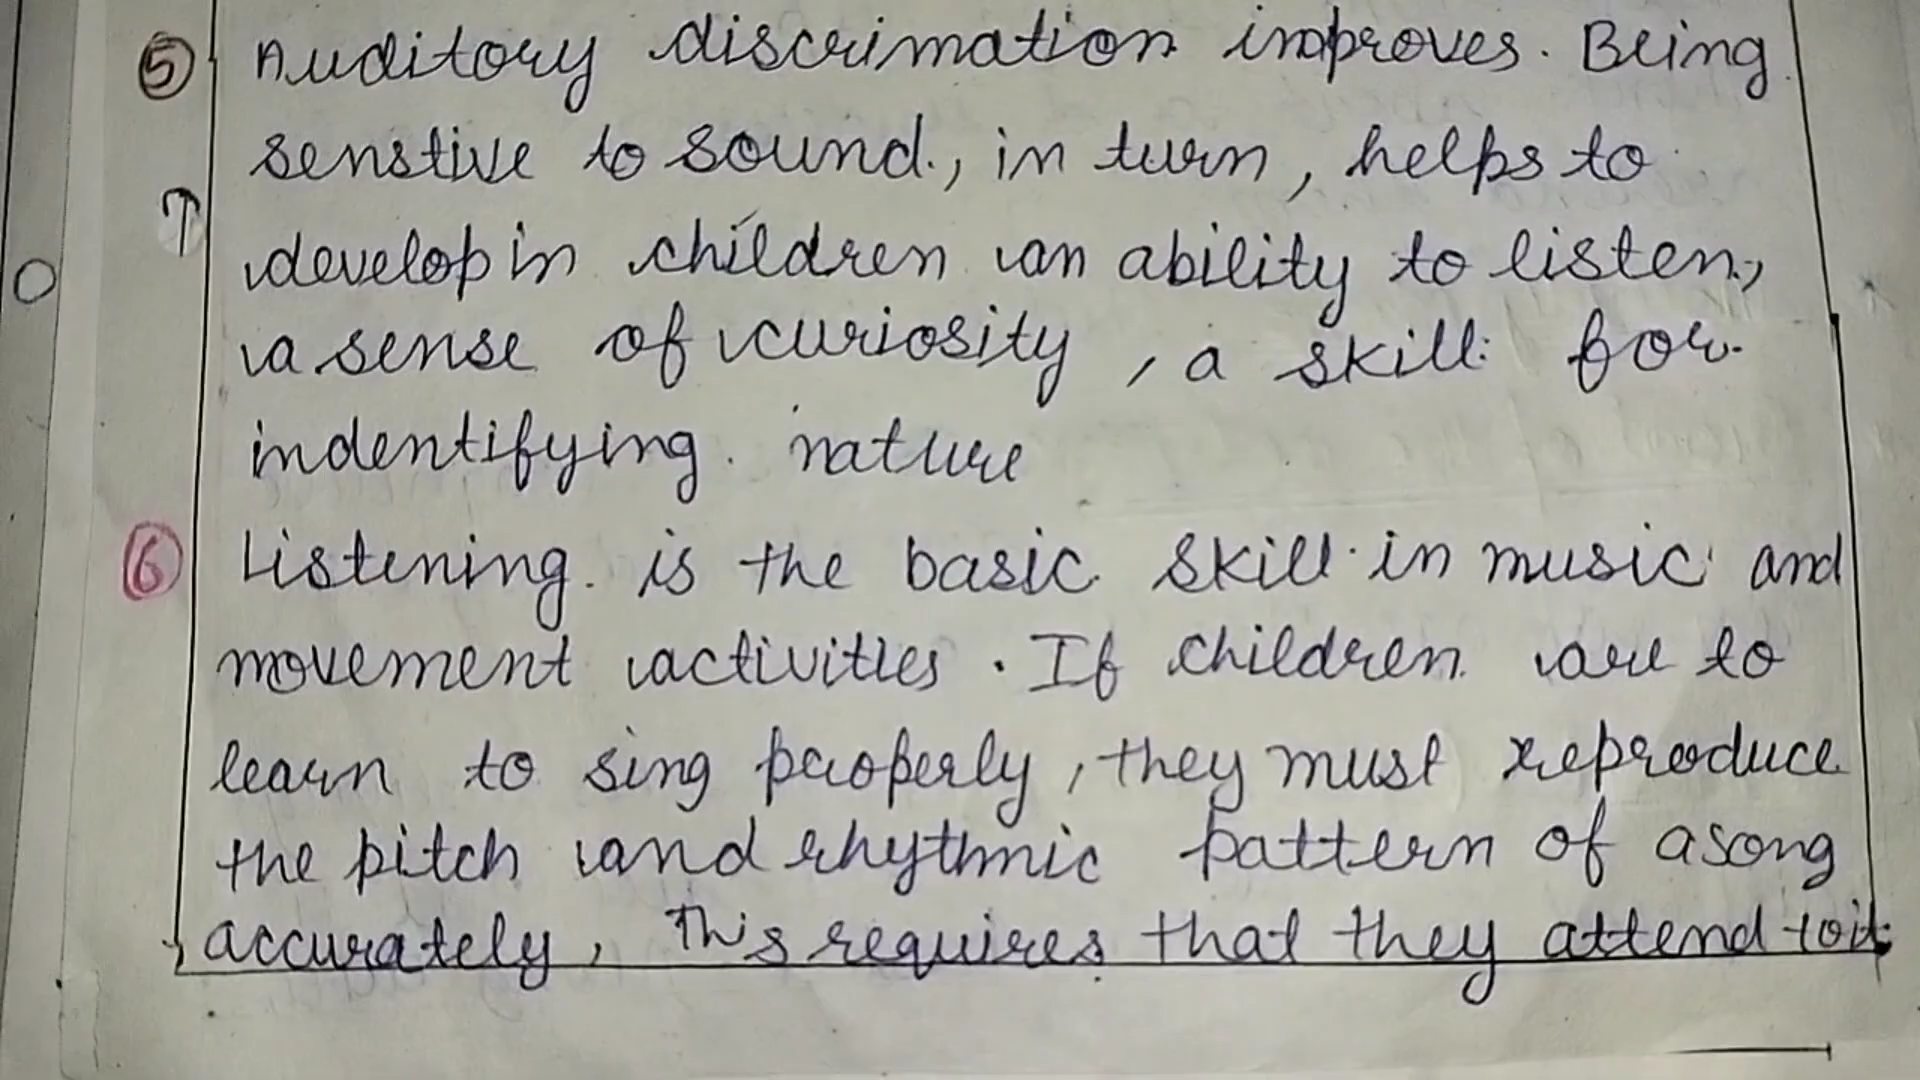 ⑤ Auditory discrimation improves. Being
senstive to sound, in turn, helps to
develop in children an ability to listen,
a sense of curiosity, a skill for
indentifying nature
⑥ Listening is the basic skill in music and
movement activities. If children are to
learn to sing properly, they must reproduce
the pitch and rhythmic pattern of a song
accurately, This requires that they attend to it